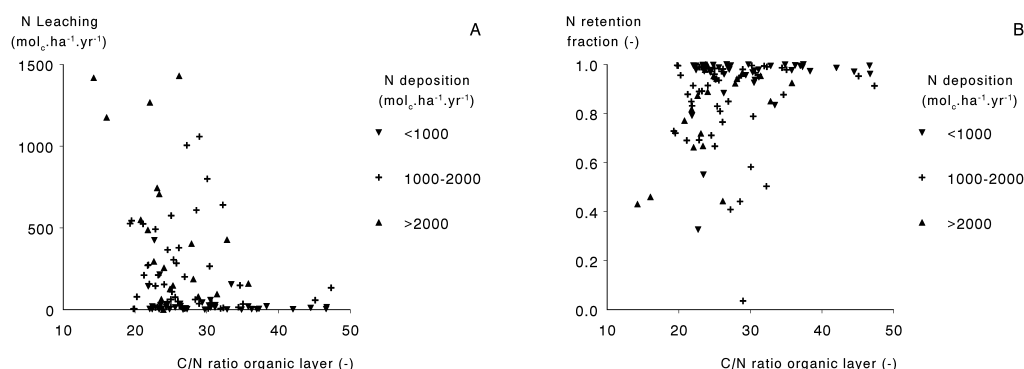 N Leaching
(mol_c.ha⁻¹.yr⁻¹)
A
1500
1000
500
0
10 20 30 40 50
C/N ratio organic layer (-)
N deposition
(mol_c.ha⁻¹.yr⁻¹)
▼ <1000
+ 1000-2000
▲ >2000
N retention
fraction (-)
B
1.0
0.8
0.6
0.4
0.2
0.0
10 20 30 40 50
C/N ratio organic layer (-)
N deposition
(mol_c.ha⁻¹.yr⁻¹)
▼ <1000
+ 1000-2000
▲ >2000